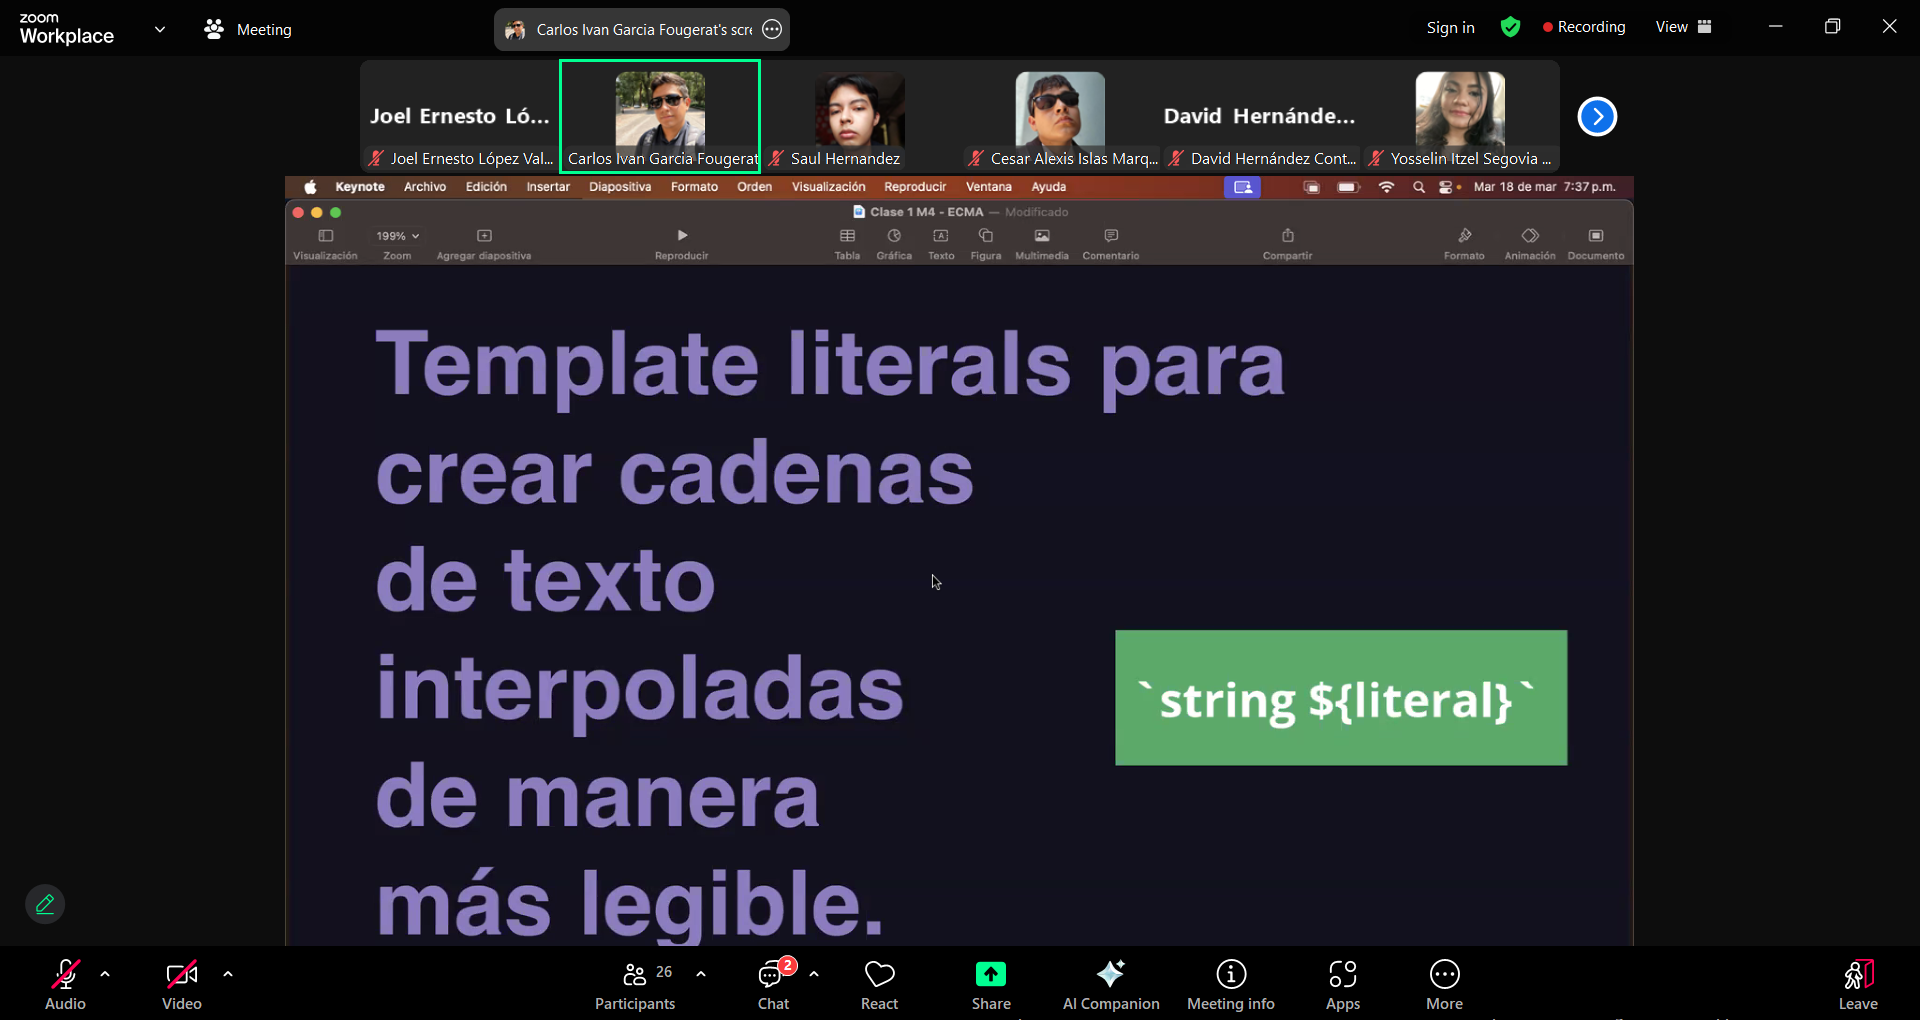 zoom
Workplace
Meeting
Carlos Ivan Garcia Fougerat's scre
Sign in
Recording
View
Joel Ernesto Ló...
David Hernánde...
Joel Ernesto López Val...
Carlos Ivan Garcia Fougerat
Saul Hernandez
Cesar Alexis Islas Marq...
David Hernández Cont...
Yosselin Itzel Segovia ...
Keynote Archivo Edición Insertar Diapositiva Formato Orden Visualización Reproducir Ventana Ayuda
Mar 18 de mar 7:37 p.m.
Clase 1 M4 - ECMA — Modificado
199%
Visualización Zoom Agregar diapositiva Reproducir Tabla Gráfica Texto Figura Multimedia Comentario Compartir Formato Animación Documento
Template literals para
crear cadenas
de texto
interpoladas
de manera
más legible.
`string ${literal}`
26
2
Audio Video Participants Chat React Share AI Companion Meeting info Apps More Leave